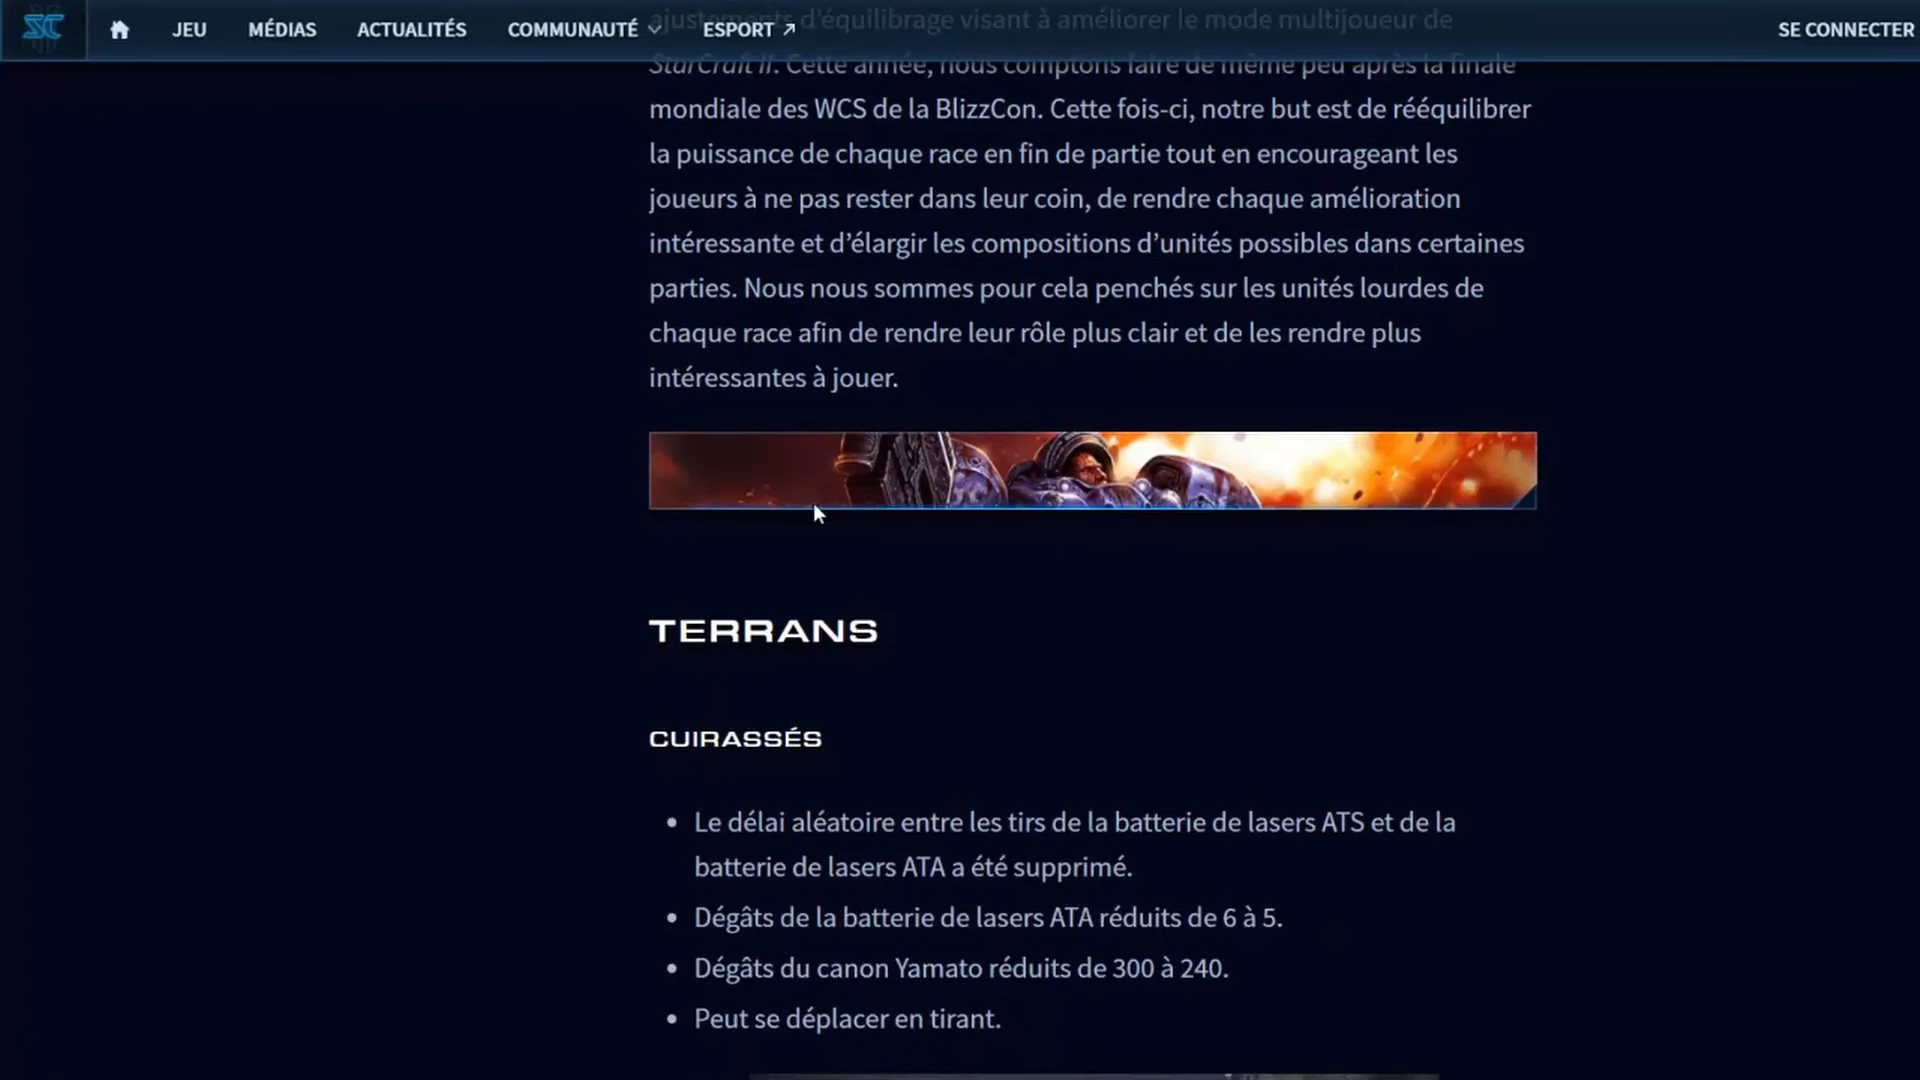 SC
JEU
MÉDIAS
ACTUALITÉS
COMMUNAUTÉ
ESPORT
SE CONNECTER
ajustements d’équilibrage visant à améliorer le mode multijoueur de
StarCraft II. Cette année, nous comptons faire de même peu après la finale
mondiale des WCS de la BlizzCon. Cette fois-ci, notre but est de rééquilibrer
la puissance de chaque race en fin de partie tout en encourageant les
joueurs à ne pas rester dans leur coin, de rendre chaque amélioration
intéressante et d’élargir les compositions d’unités possibles dans certaines
parties. Nous nous sommes pour cela penchés sur les unités lourdes de
chaque race afin de rendre leur rôle plus clair et de les rendre plus
intéressantes à jouer.
TERRANS
CUIRASSÉS
• Le délai aléatoire entre les tirs de la batterie de lasers ATS et de la
batterie de lasers ATA a été supprimé.
• Dégâts de la batterie de lasers ATA réduits de 6 à 5.
• Dégâts du canon Yamato réduits de 300 à 240.
• Peut se déplacer en tirant.